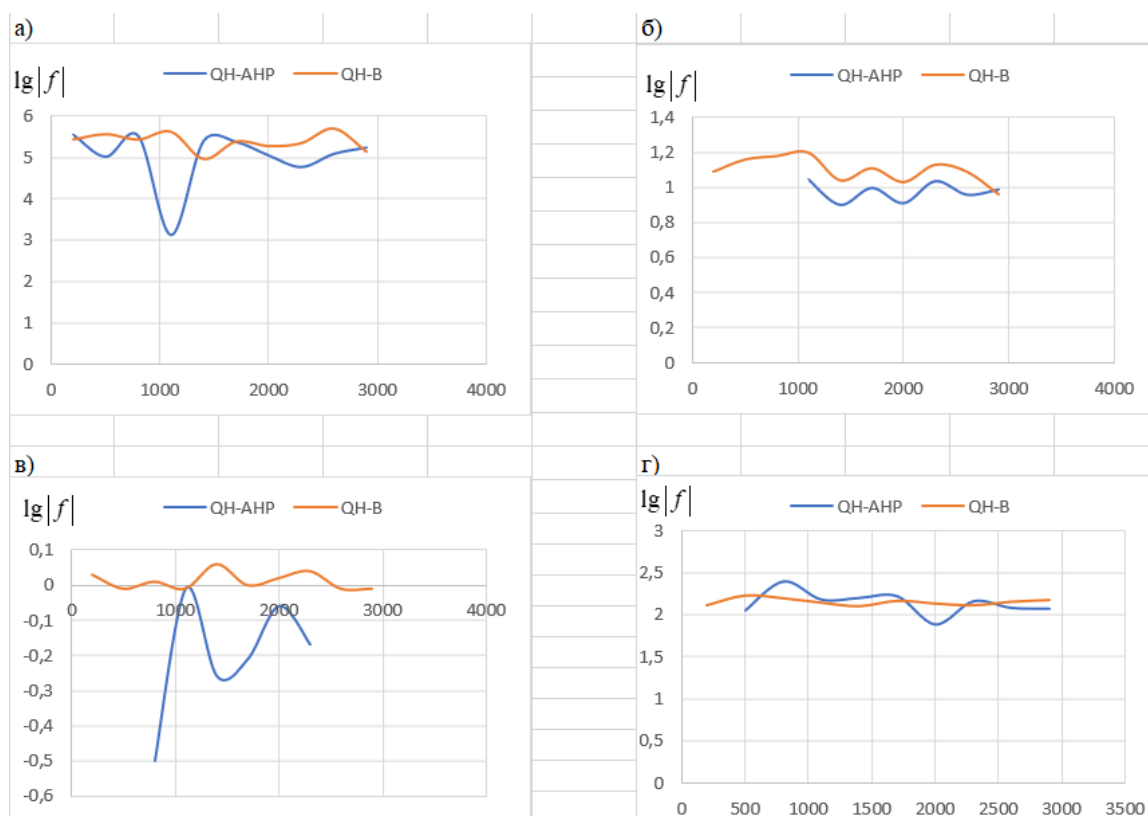 а)
lg|f|
QH-AHP QH-B
6
5
4
3
2
1
0
0 1000 2000 3000 4000
б)
lg|f|
QH-AHP QH-B
1,4
1,2
1
0,8
0,6
0,4
0,2
0
0 1000 2000 3000 4000
в)
lg|f|
QH-AHP QH-B
0,1
0
-0,1
-0,2
-0,3
-0,4
-0,5
-0,6
0 1000 2000 3000 4000
г)
lg|f|
QH-AHP QH-B
3
2,5
2
1,5
1
0,5
0
0 500 1000 1500 2000 2500 3000 3500